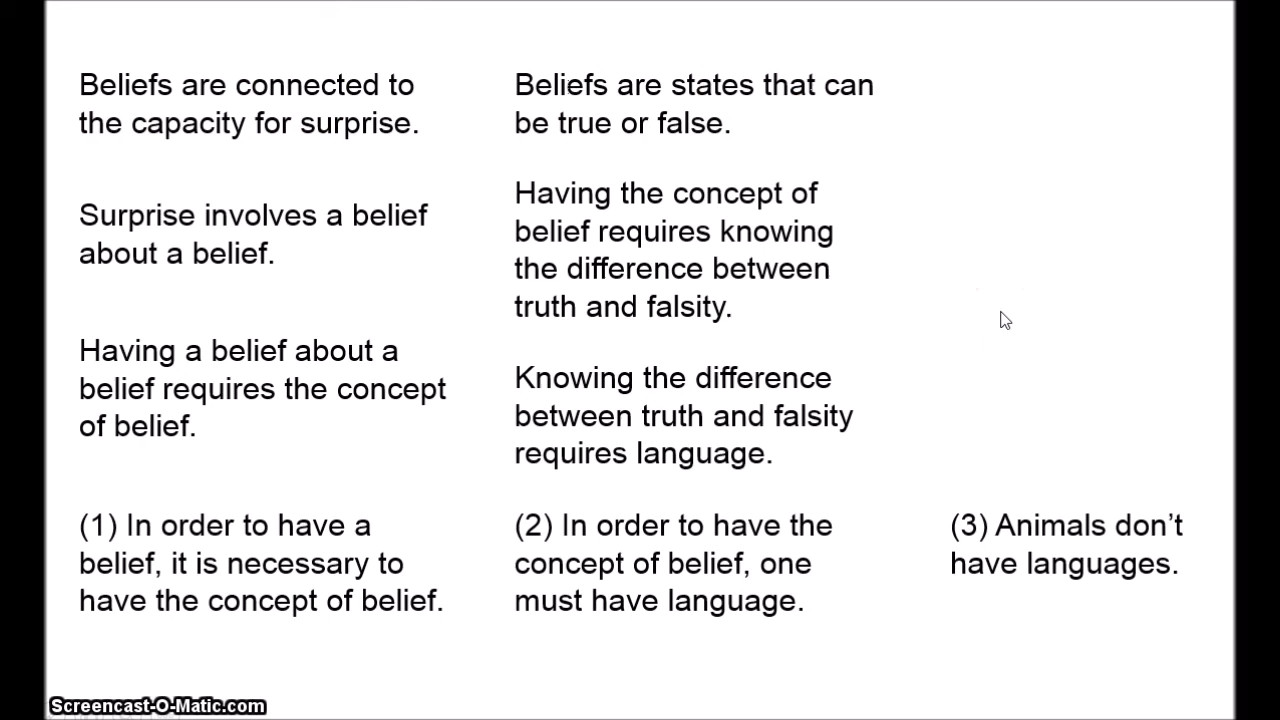 Beliefs are connected to
the capacity for surprise.
Surprise involves a belief
about a belief.
Having a belief about a
belief requires the concept
of belief.
(1) In order to have a
belief, it is necessary to
have the concept of belief.
Beliefs are states that can
be true or false.
Having the concept of
belief requires knowing
the difference between
truth and falsity.
Knowing the difference
between truth and falsity
requires language.
(2) In order to have the
concept of belief, one
must have language.
(3) Animals don't
have languages.
Screencast-O-Matic.com